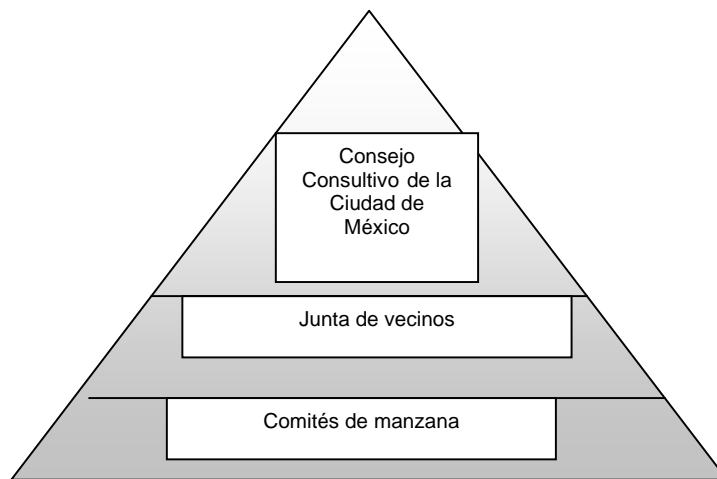 Consejo
Consultivo de la
Ciudad de
México
Junta de vecinos
Comités de manzana